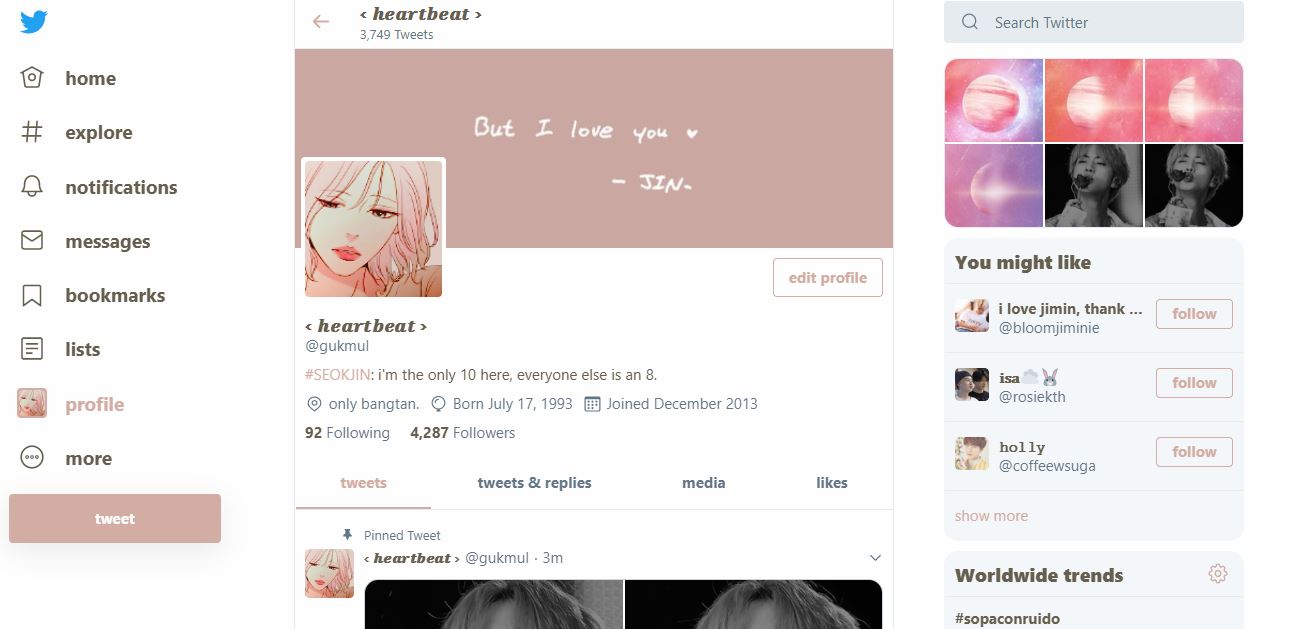 home
explore
notifications
messages
bookmarks
lists
profile
more
tweet
< heartbeat >
3,749 Tweets
But I love you ♥
- JIN-
edit profile
< heartbeat >
@gukmul
#SEOKJIN: i'm the only 10 here, everyone else is an 8.
only bangtan. Born July 17, 1993 Joined December 2013
92 Following 4,287 Followers
tweets tweets & replies media likes
Pinned Tweet
< heartbeat > @gukmul · 3m
Search Twitter
You might like
i love jimin, thank ...
@bloomjiminie
follow
isa☁️🐰
@rosiekth
follow
holly
@coffeewsuga
follow
show more
Worldwide trends
#sopaconruido